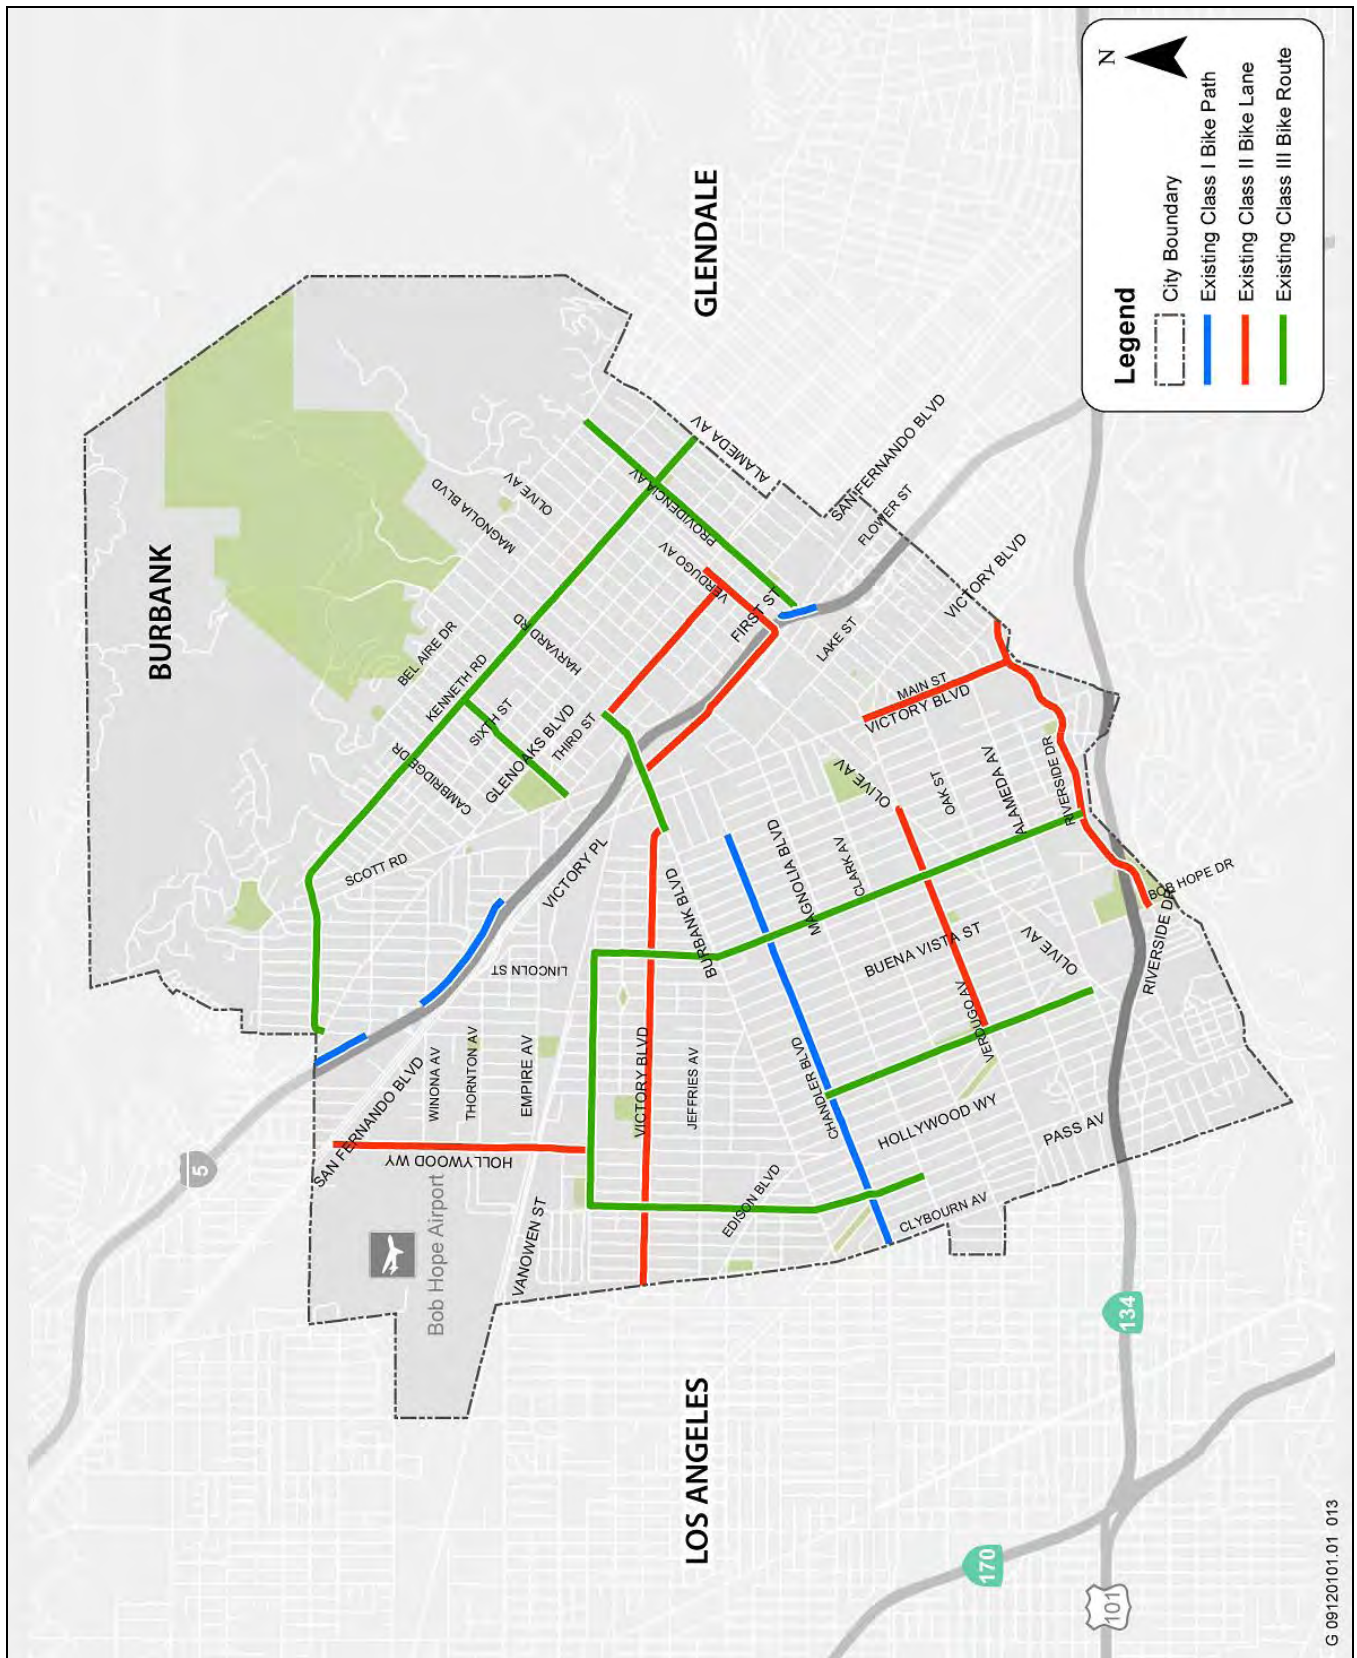 BURBANK
GLENDALE
LOS ANGELES
N
Legend
City Boundary
Existing Class I Bike Path
Existing Class II Bike Lane
Existing Class III Bike Route
MAGNOLIA BLVD
OLIVE AV
ALAMEDA AV
PROVIDENCIA AV
VERDUGO AV
SAN FERNANDO BLVD
FLOWER ST
VICTORY BLVD
BEL AIRE DR
KENNETH RD
HARVARD RD
SIXTH ST
GLENOAKS BLVD
THIRD ST
FIRST ST
LAKE ST
MAIN ST
VICTORY BLVD
CAMBRIDGE DR
SCOTT RD
VICTORY PL
BURBANK BLVD
BURBANK BLVD
MAGNOLIA BLVD
CLARK AV
OLIVE AV
OAK ST
ALAMEDA AV
RIVERSIDE DR
BOB HOPE DR
RIVERSIDE DR
BUENA VISTA ST
OLIVE AV
LINCOLN ST
SAN FERNANDO BLVD
WINONA AV
THORNTON AV
EMPIRE AV
VICTORY BLVD
JEFFRIES AV
CHANDLER BLVD
VERDUGO AV
HOLLYWOOD WY
PASS AV
HOLLYWOOD WY
EDISON BLVD
CLYBOURN AV
VANOWEN ST
Bob Hope Airport
5
134
170
101
G 09120101.01 013